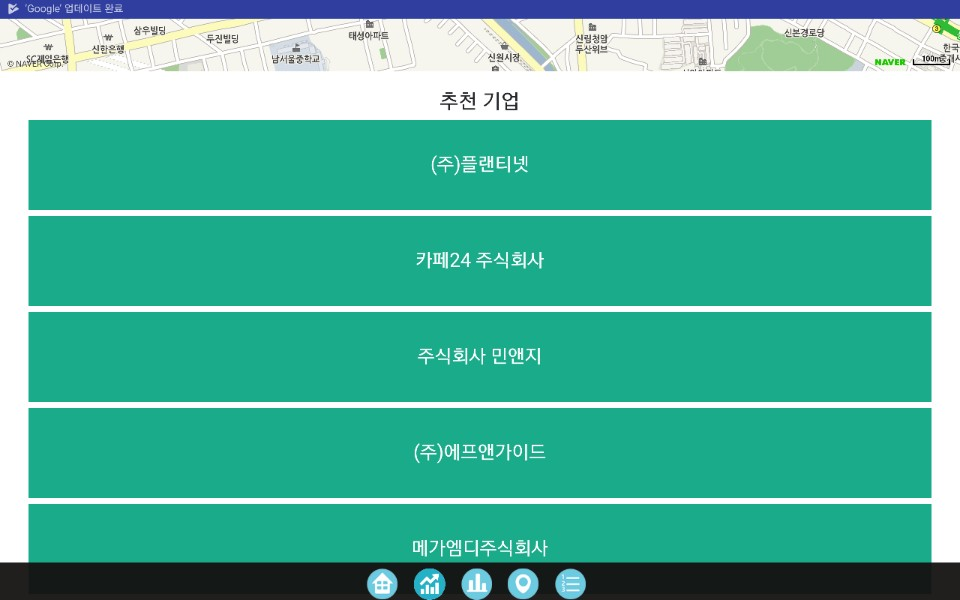 'Google' 업데이트 완료
삼우빌딩
두진빌딩
태성아파트
신한은행
남서울중학교
신원시장
신림청암
두산위브
신본경로당
SC제일은행
© NAVER Corp.
NAVER
100m
추천 기업
(주)플랜티넷
카페24 주식회사
주식회사 민앤지
(주)에프앤가이드
메가엠디주식회사